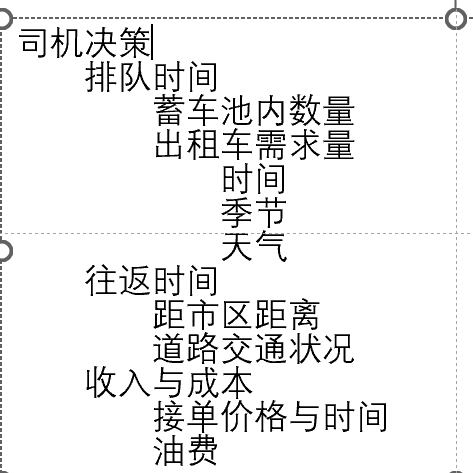 司机决策
排队时间
蓄车池内数量
出租车需求量
时间
季节
天气
往返时间
距市区距离
道路交通状况
收入与成本
接单价格与时间
油费